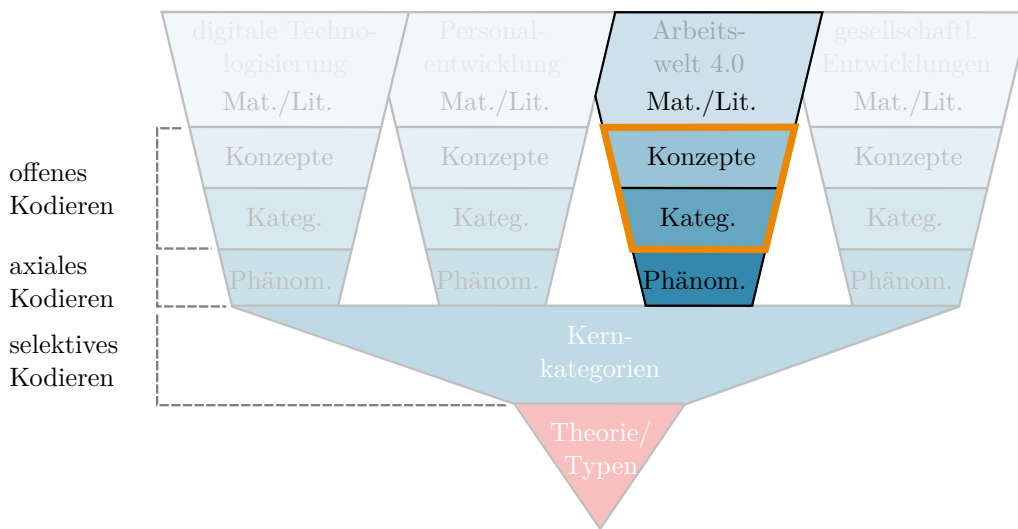 digitale Techno-
logisierung
Mat./Lit.
Personal-
entwicklung
Mat./Lit.
Arbeits-
welt 4.0
Mat./Lit.
gesellschaftl.
Entwicklungen
Mat./Lit.
offenes
Kodieren
Konzepte
Konzepte
Konzepte
Konzepte
Kateg.
Kateg.
Kateg.
Kateg.
axiales
Kodieren
Phänom.
Phänom.
Phänom.
Phänom.
selektives
Kodieren
Kern-
kategorien
Theorie/
Typen